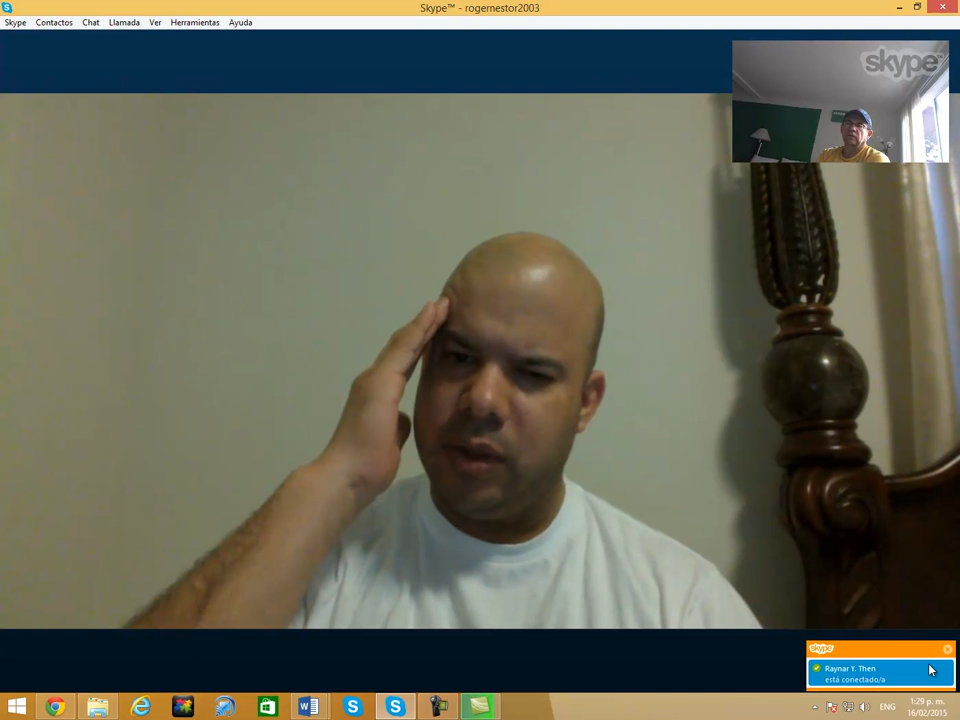 Skype™ - rogernestor2003
Skype Contactos Chat Llamada Ver Herramientas Ayuda
skype
skype
Raynar Y. Then
está conectado/a
ENG
1:29 p. m.
16/02/2015